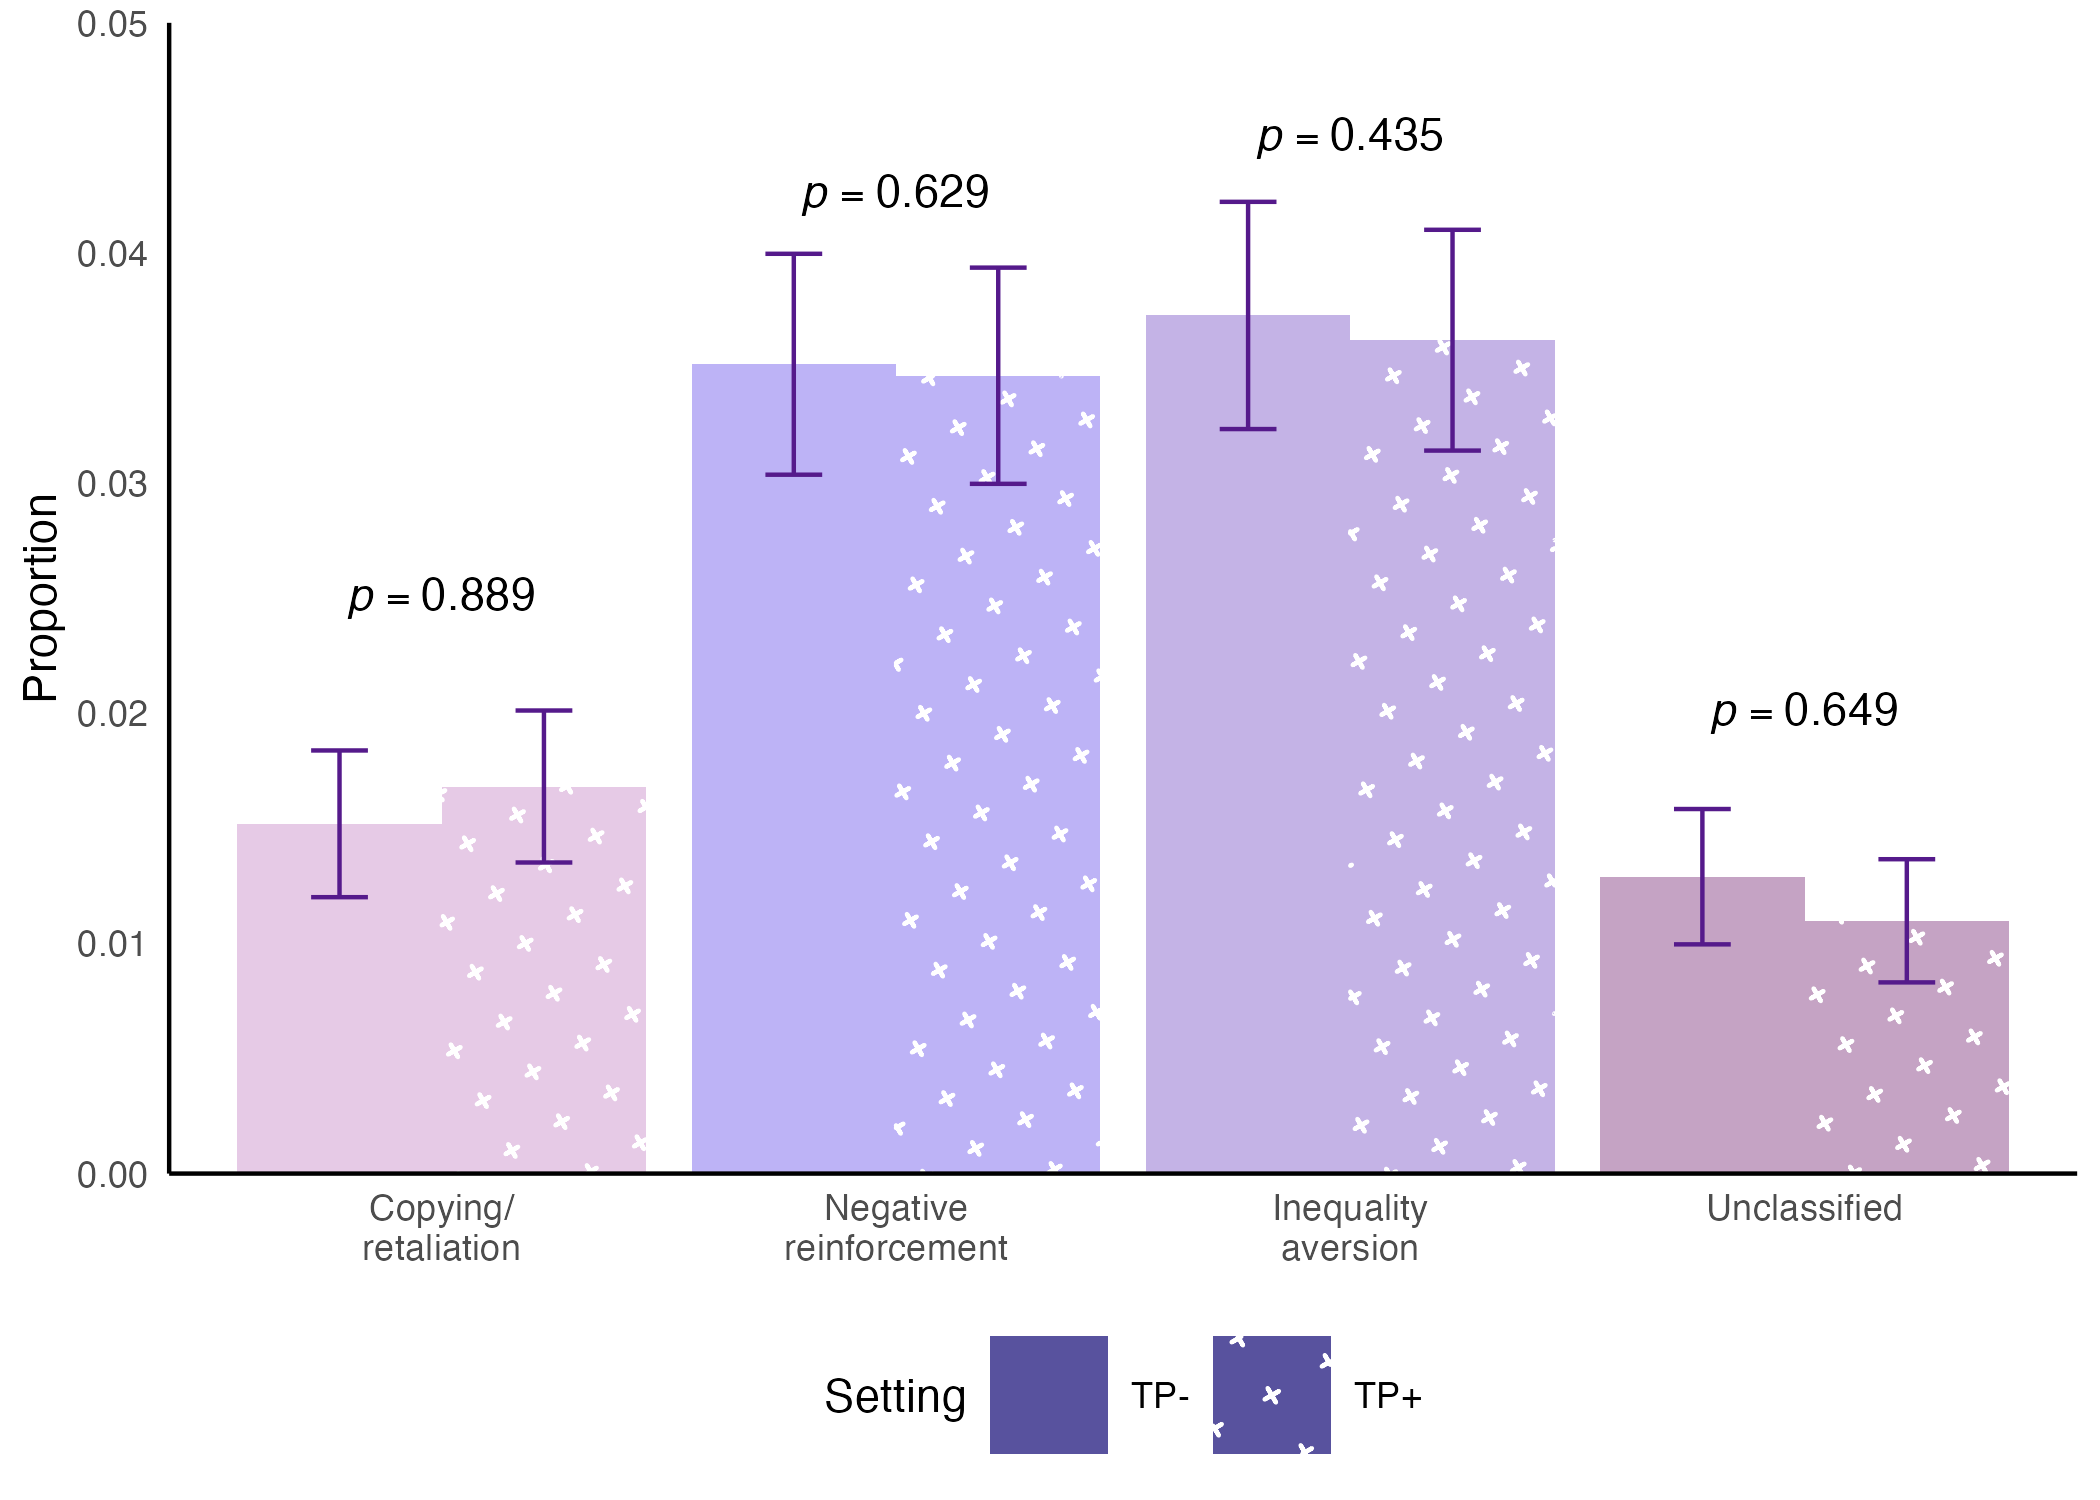 0.05
p = 0.435
p = 0.629
0.04
0.03
p = 0.889
Proportion
0.02
p = 0.649
0.01
0.00
Copying/
retaliation
Negative
reinforcement
Inequality
aversion
Unclassified
Setting TP- TP+